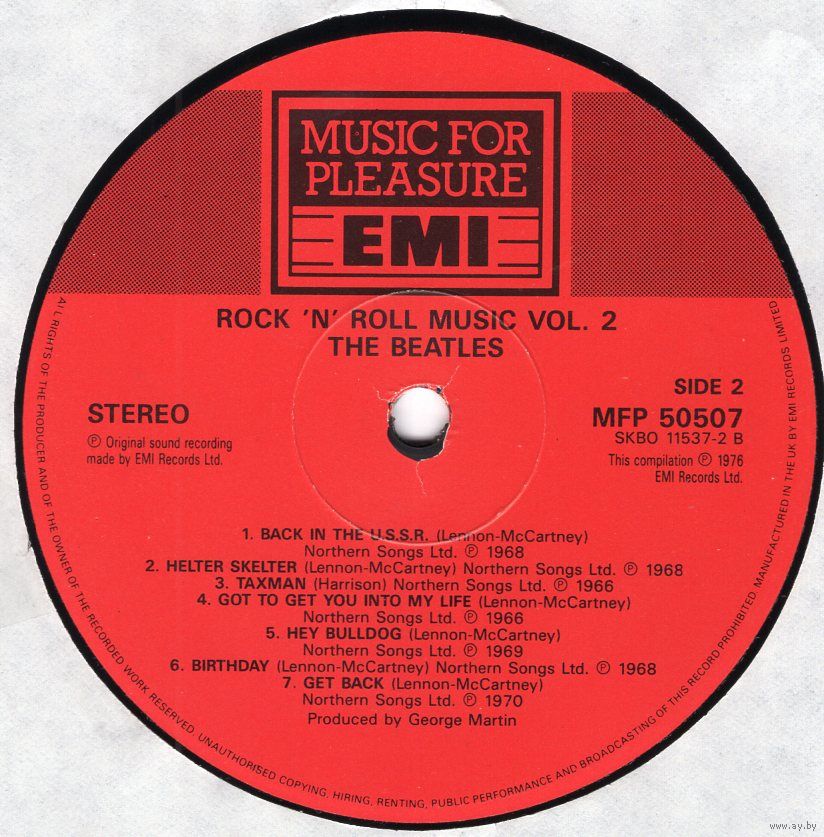 MUSIC FOR
PLEASURE
EMI
ROCK 'N' ROLL MUSIC VOL. 2
THE BEATLES
SIDE 2
STEREO
MFP 50507
SKBO 11537-2 B
℗ Original sound recording
made by EMI Records Ltd.
This compilation ℗ 1976
EMI Records Ltd.
1. BACK IN THE U.S.S.R. (Lennon-McCartney)
Northern Songs Ltd. ℗ 1968
2. HELTER SKELTER (Lennon-McCartney) Northern Songs Ltd. ℗ 1968
3. TAXMAN (Harrison) Northern Songs Ltd. ℗ 1966
4. GOT TO GET YOU INTO MY LIFE (Lennon-McCartney)
Northern Songs Ltd. ℗ 1966
5. HEY BULLDOG (Lennon-McCartney)
Northern Songs Ltd. ℗ 1969
6. BIRTHDAY (Lennon-McCartney) Northern Songs Ltd. ℗ 1968
7. GET BACK (Lennon-McCartney)
Northern Songs Ltd. ℗ 1970
Produced by George Martin
ALL RIGHTS OF THE PRODUCER AND OF THE OWNER OF THE RECORDED WORK RESERVED. UNAUTHORISED COPYING, HIRING, RENTING, PUBLIC PERFORMANCE AND BROADCASTING OF THIS RECORD PROHIBITED. MANUFACTURED IN THE UK BY EMI RECORDS LIMITED
www.ay.by